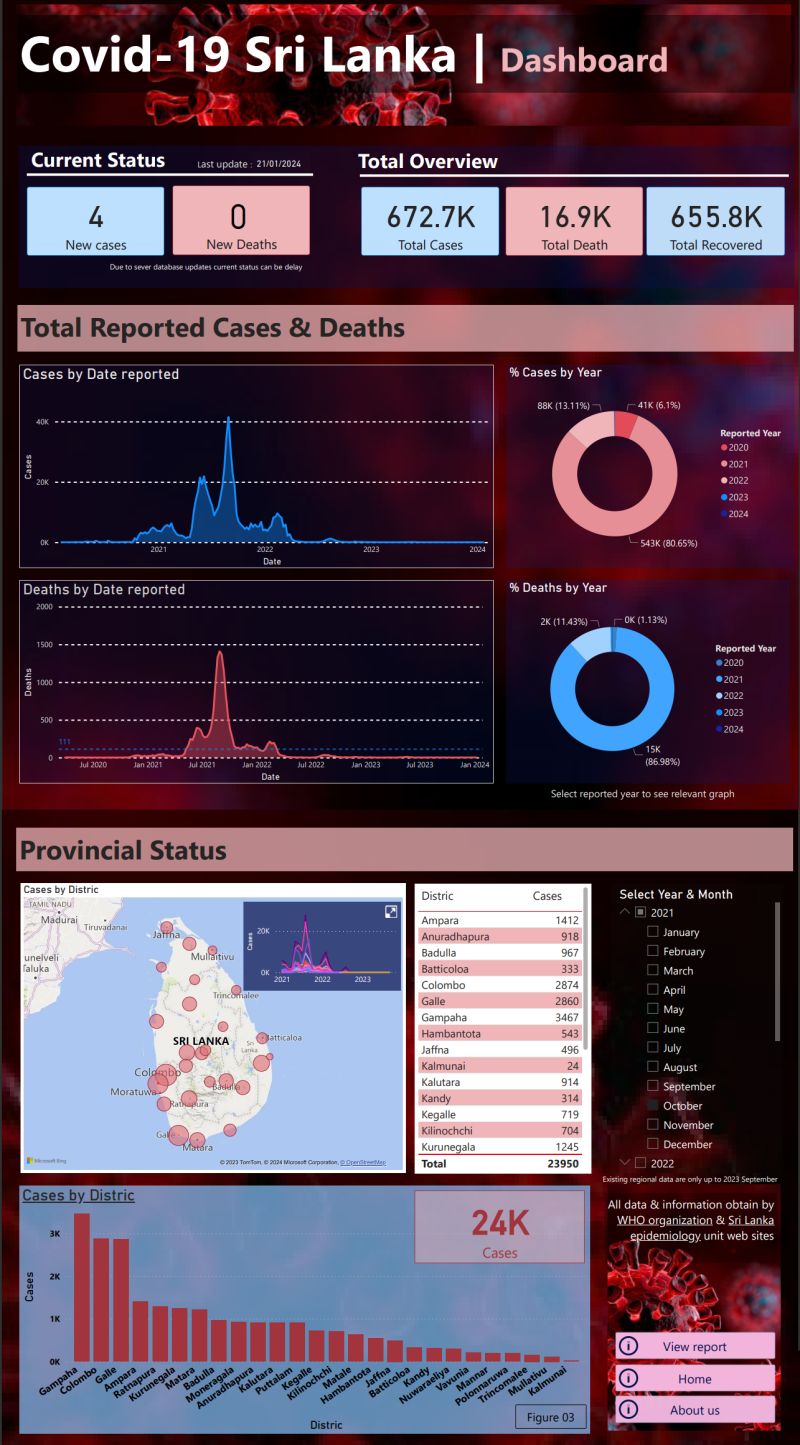 Covid-19 Sri Lanka | Dashboard
Current Status
Last update : 21/01/2024
4
New cases
0
New Deaths
Due to sever database updates current status can be delay
Total Overview
672.7K
Total Cases
16.9K
Total Death
655.8K
Total Recovered
Total Reported Cases & Deaths
Cases by Date reported
Cases
40K
20K
0K
2021 2022 2023 2024
Date
% Cases by Year
88K (13.11%)
41K (6.1%)
543K (80.65%)
Reported Year
2020
2021
2022
2023
2024
Deaths by Date reported
Deaths
2000
1500
1000
500
111
0
Jul 2020 Jan 2021 Jul 2021 Jan 2022 Jul 2022 Jan 2023 Jul 2023 Jan 2024
Date
% Deaths by Year
2K (11.43%)
0K (1.13%)
15K
(86.98%)
Reported Year
2020
2021
2022
2023
2024
Select reported year to see relevant graph
Provincial Status
Cases by Distric
TAMIL NADU
Madurai
Tiruvadanai
unelveli
Taluka
Jaffna
Mullaitivu
Trincomalee
SRI LANKA
Batticaloa
Sri
Lanka
Colombo
Moratuwa
Badulla
Ratnapura
Galle
Matara
Cases
20K
0K
2021 2022 2023
Microsoft Bing
© 2023 TomTom, © 2024 Microsoft Corporation, © OpenStreetMap
Distric Cases
Ampara 1412
Anuradhapura 918
Badulla 967
Batticoloa 333
Colombo 2874
Galle 2860
Gampaha 3467
Hambantota 543
Jaffna 496
Kalmunai 24
Kalutara 914
Kandy 314
Kegalle 719
Kilinochchi 704
Kurunegala 1245
Total 23950
Select Year & Month
2021
January
February
March
April
May
June
July
August
September
October
November
December
2022
Existing regional data are only up to 2023 September
Cases by Distric
24K
Cases
Cases
3K
2K
1K
0K
Gampaha
Colombo
Galle
Ampara
Ratnapura
Kurunegala
Matara
Badulla
Moneragala
Anuradhapura
Kalutara
Puttalam
Kegalle
Kilinochchi
Matale
Hambantota
Jaffna
Batticoloa
Kandy
Nuwaraeliya
Vavunia
Mannar
Polonnaruwa
Trincomalee
Mullativu
Kalmunai
Distric
Figure 03
All data & information obtain by
WHO organization & Sri Lanka
epidemiology unit web sites
View report
Home
About us